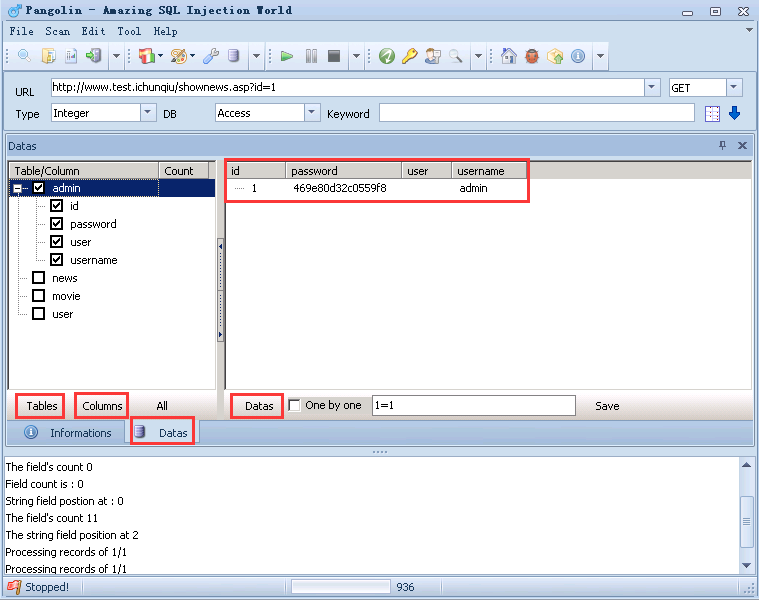 Pangolin - Amazing SQL Injection World
File Scan Edit Tool Help
URL http://www.test.ichunqiu/shownews.asp?id=1 GET
Type Integer DB Access Keyword
Datas
Table/Column Count
admin
id
password
user
username
news
movie
user
id password user username
1 469e80d32c0559f8 admin
Tables Columns All
Datas One by one 1=1 Save
Informations Datas
The field's count 0
Field count is : 0
String field postion at : 0
The field's count 11
The string field position at 2
Processing records of 1/1
Processing records of 1/1
Stopped! 936